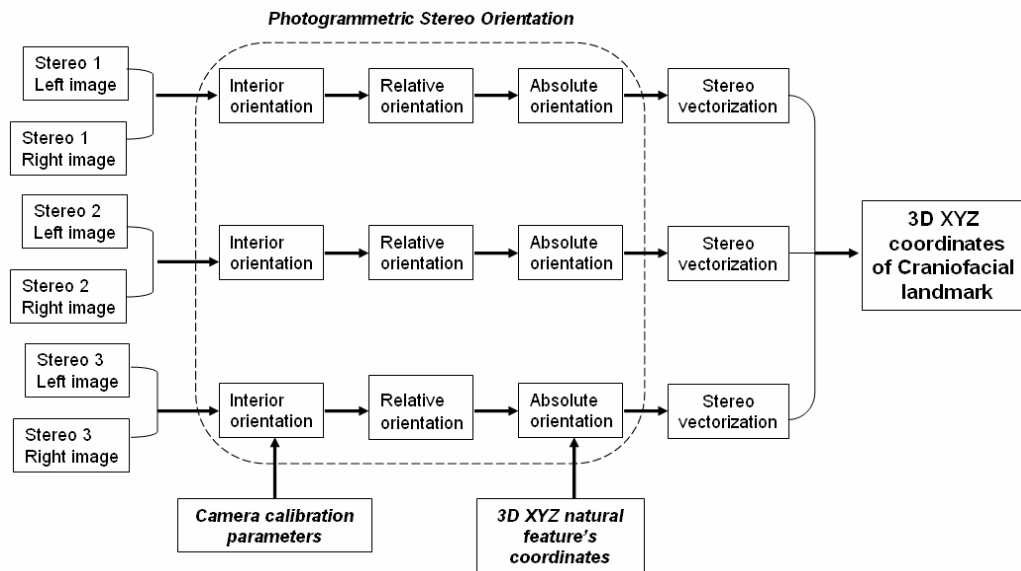 Photogrammetric Stereo Orientation
Stereo 1
Left image
Stereo 1
Right image
Interior
orientation
Relative
orientation
Absolute
orientation
Stereo
vectorization
Stereo 2
Left image
Stereo 2
Right image
Interior
orientation
Relative
orientation
Absolute
orientation
Stereo
vectorization
3D XYZ
coordinates
of Craniofacial
landmark
Stereo 3
Left image
Stereo 3
Right image
Interior
orientation
Relative
orientation
Absolute
orientation
Stereo
vectorization
Camera calibration
parameters
3D XYZ natural
feature's
coordinates